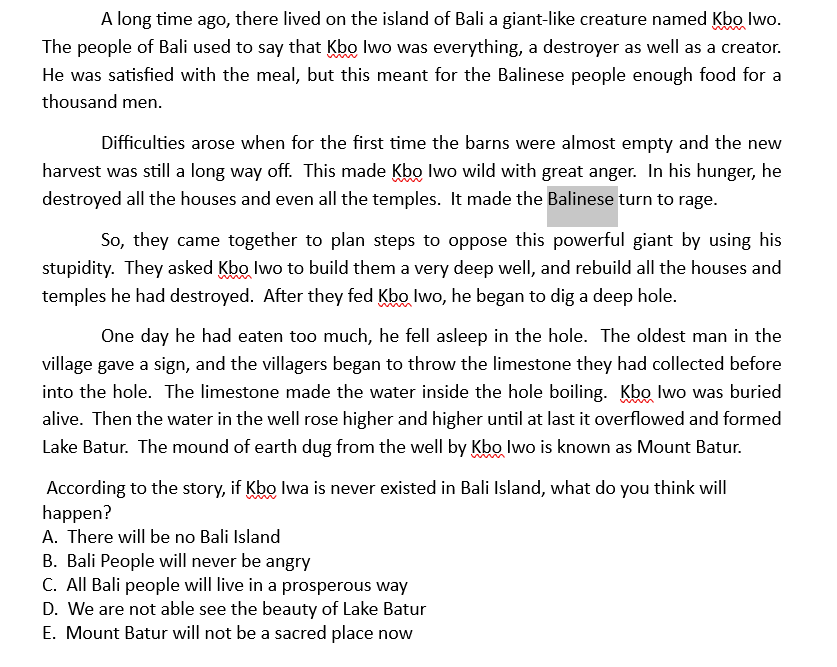 A long time ago, there lived on the island of Bali a giant-like creature named Kbo Iwo.
The people of Bali used to say that Kbo Iwo was everything, a destroyer as well as a creator.
He was satisfied with the meal, but this meant for the Balinese people enough food for a
thousand men.
Difficulties arose when for the first time the barns were almost empty and the new
harvest was still a long way off. This made Kbo Iwo wild with great anger. In his hunger, he
destroyed all the houses and even all the temples. It made the Balinese turn to rage.
So, they came together to plan steps to oppose this powerful giant by using his
stupidity. They asked Kbo Iwo to build them a very deep well, and rebuild all the houses and
temples he had destroyed. After they fed Kbo Iwo, he began to dig a deep hole.
One day he had eaten too much, he fell asleep in the hole. The oldest man in the
village gave a sign, and the villagers began to throw the limestone they had collected before
into the hole. The limestone made the water inside the hole boiling. Kbo Iwo was buried
alive. Then the water in the well rose higher and higher until at last it overflowed and formed
Lake Batur. The mound of earth dug from the well by Kbo Iwo is known as Mount Batur.
According to the story, if Kbo Iwa is never existed in Bali Island, what do you think will
happen?
A. There will be no Bali Island
B. Bali People will never be angry
C. All Bali people will live in a prosperous way
D. We are not able see the beauty of Lake Batur
E. Mount Batur will not be a sacred place now